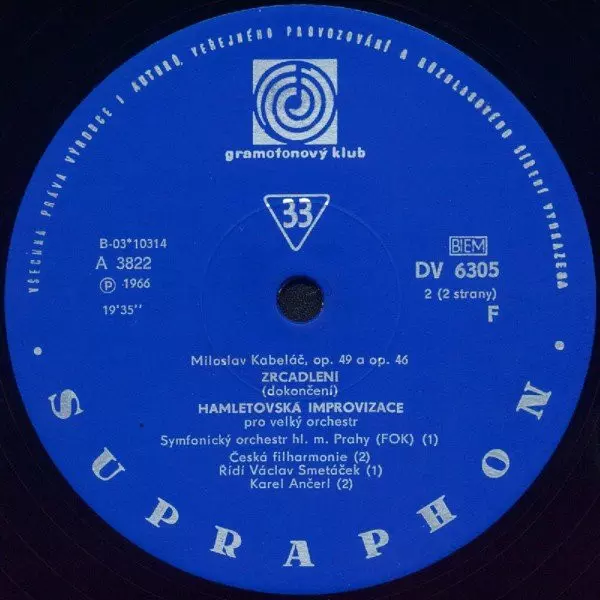 VŠECHNA PRÁVA VÝROBCE I AUTORŮ, VEŘEJNÉHO PROVOZOVÁNÍ A ROZHLASOVÉHO ŠÍŘENÍ VYHRAZENA
gramofonový klub
33
B-03*10314
A 3822
Ⓟ 1966
19'35''
BIEM
DV 6305
2 (2 strany)
F
Miloslav Kabeláč, op. 49 a op. 46
ZRCADLENÍ
(dokončení)
HAMLETOVSKÁ IMPROVIZACE
pro velký orchestr
Symfonický orchestr hl. m. Prahy (FOK) (1)
Česká filharmonie (2)
Řídí Václav Smetáček (1)
Karel Ančerl (2)
SUPRAPHON